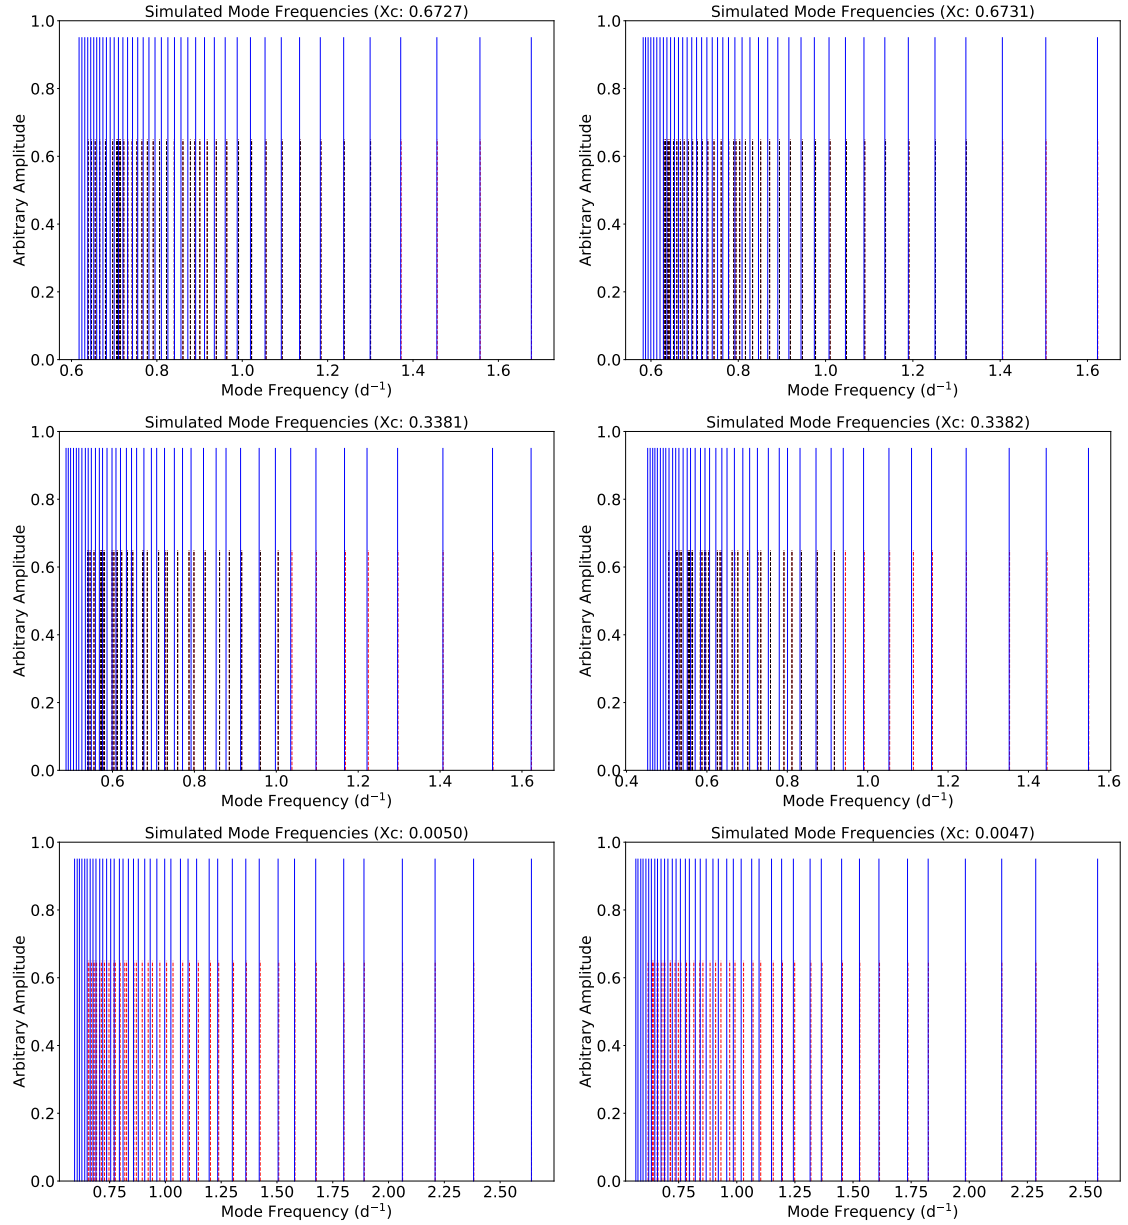 Simulated Mode Frequencies (Xc: 0.6727)
1.0
0.8
0.6
0.4
0.2
0.0
Arbitrary Amplitude
0.6 0.8 1.0 1.2 1.4 1.6
Mode Frequency (d⁻¹)
Simulated Mode Frequencies (Xc: 0.6731)
1.0
0.8
0.6
0.4
0.2
0.0
Arbitrary Amplitude
0.6 0.8 1.0 1.2 1.4 1.6
Mode Frequency (d⁻¹)
Simulated Mode Frequencies (Xc: 0.3381)
1.0
0.8
0.6
0.4
0.2
0.0
Arbitrary Amplitude
0.6 0.8 1.0 1.2 1.4 1.6
Mode Frequency (d⁻¹)
Simulated Mode Frequencies (Xc: 0.3382)
1.0
0.8
0.6
0.4
0.2
0.0
Arbitrary Amplitude
0.4 0.6 0.8 1.0 1.2 1.4 1.6
Mode Frequency (d⁻¹)
Simulated Mode Frequencies (Xc: 0.0050)
1.0
0.8
0.6
0.4
0.2
0.0
Arbitrary Amplitude
0.75 1.00 1.25 1.50 1.75 2.00 2.25 2.50
Mode Frequency (d⁻¹)
Simulated Mode Frequencies (Xc: 0.0047)
1.0
0.8
0.6
0.4
0.2
0.0
Arbitrary Amplitude
0.75 1.00 1.25 1.50 1.75 2.00 2.25 2.50
Mode Frequency (d⁻¹)